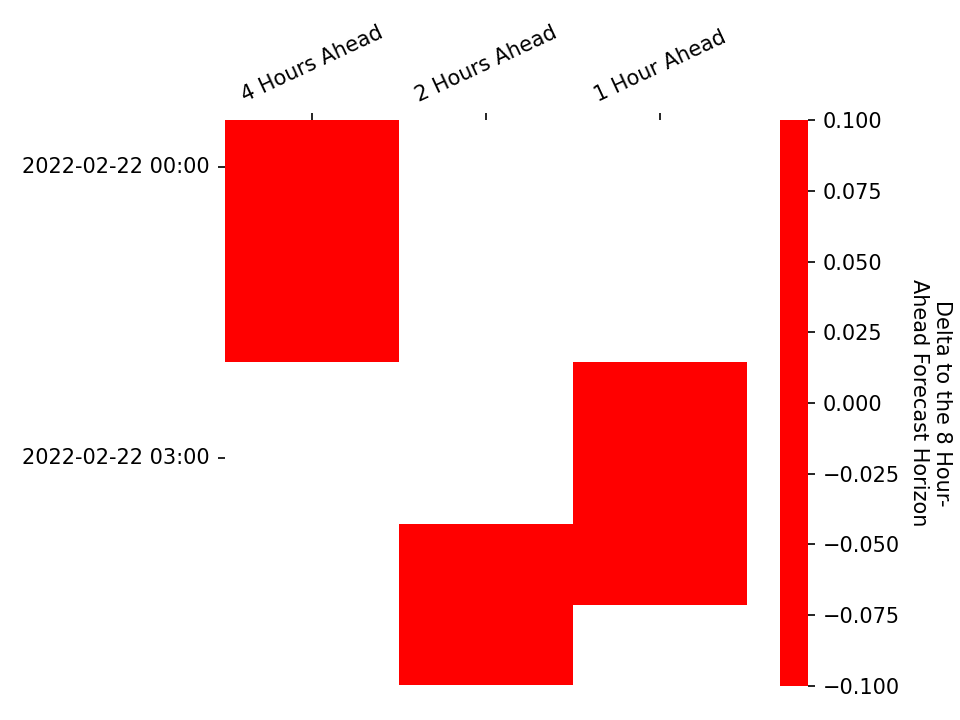 4 Hours Ahead
2 Hours Ahead
1 Hour Ahead
2022-02-22 00:00
2022-02-22 03:00
0.100
0.075
0.050
0.025
0.000
−0.025
−0.050
−0.075
−0.100
Delta to the 8 Hour-
Ahead Forecast Horizon